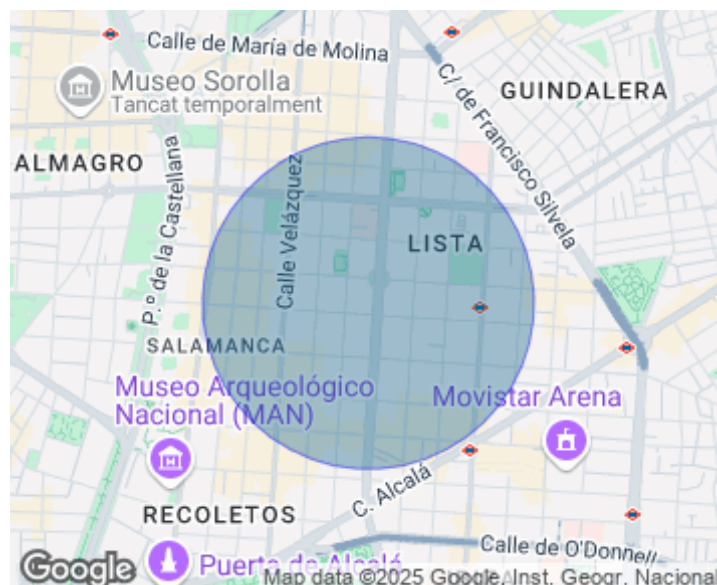 Calle de María de Molina
Museo Sorolla
Tancat temporalment
C/ de Francisco Silvela
GUINDALERA
ALMAGRO
P.º de la Castellana
Calle Velázquez
LISTA
SALAMANCA
Museo Arqueológico
Nacional (MAN)
Movistar Arena
RECOLETOS
C. Alcalá
Calle de O'Donnell
Puerta de Alcalá
Google
Map data ©2025 Google, Inst. Geogr. Nacional